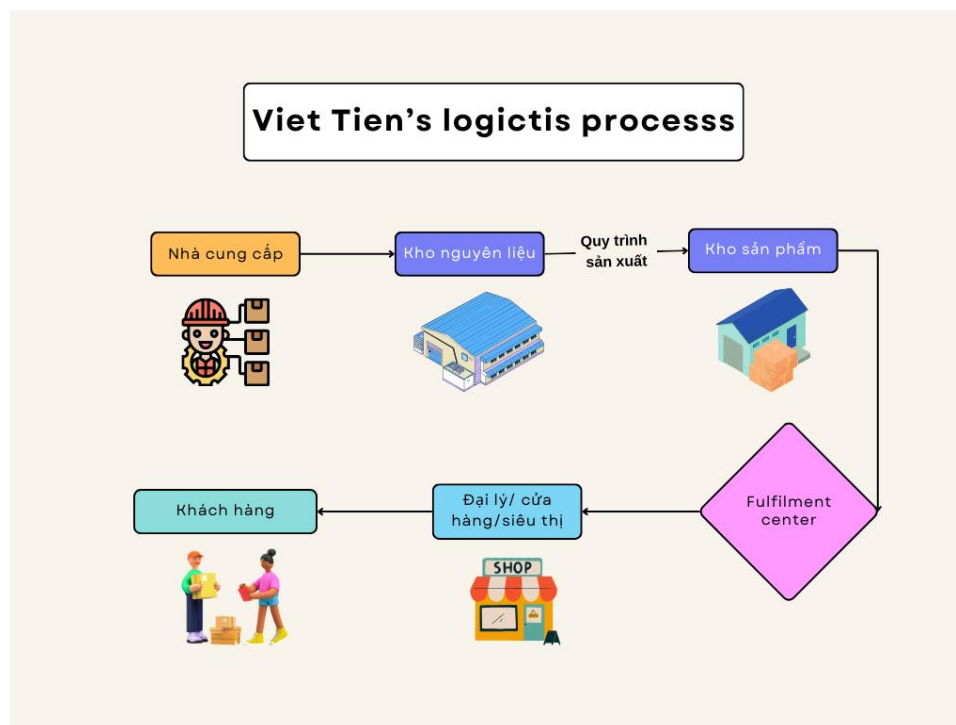 Viet Tien’s logictis processs
Nhà cung cấp
Kho nguyên liệu
Quy trình
sản xuất
Kho sản phẩm
Fulfilment
center
Đại lý/ cửa
hàng/siêu thị
Khách hàng
SHOP